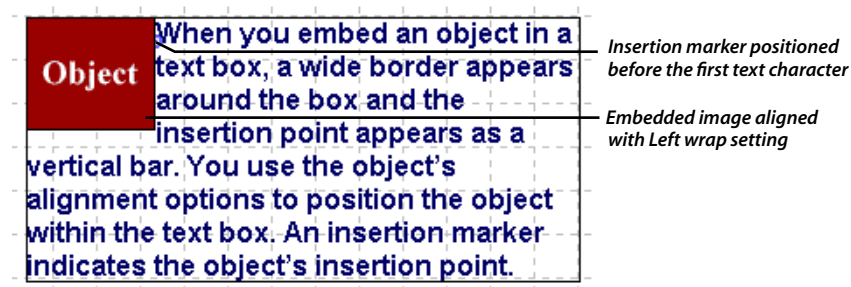 Object
When you embed an object in a
text box, a wide border appears
around the box and the
insertion point appears as a
vertical bar. You use the object's
alignment options to position the object
within the text box. An insertion marker
indicates the object's insertion point.
Insertion marker positioned
before the first text character
Embedded image aligned
with Left wrap setting